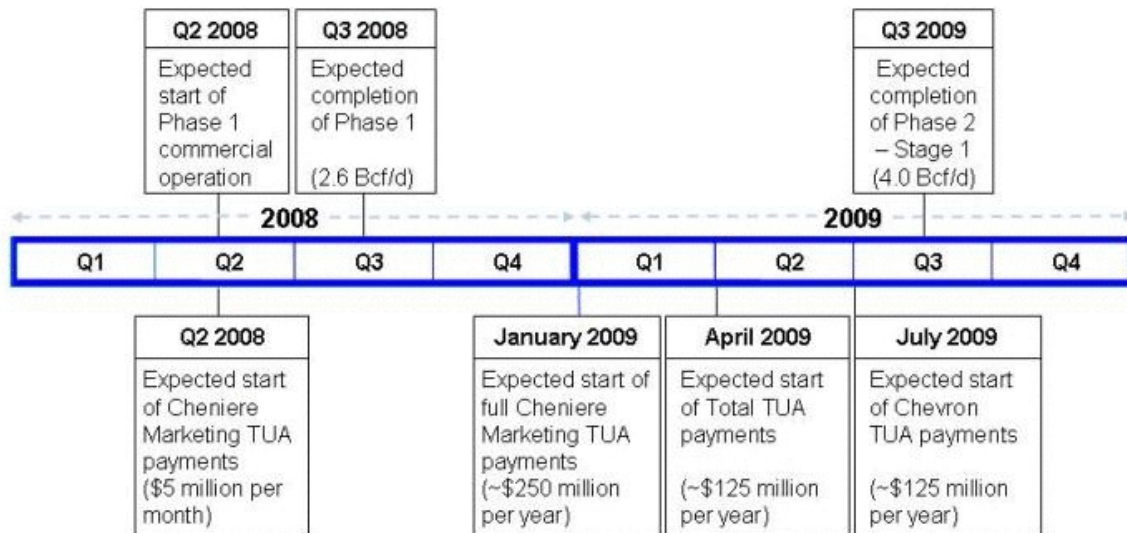 Q2 2008
Expected
start of
Phase 1
commercial
operation
Q3 2008
Expected
completion
of Phase 1
(2.6 Bcf/d)
Q3 2009
Expected
completion
of Phase 2
– Stage 1
(4.0 Bcf/d)
2008
2009
Q1
Q2
Q3
Q4
Q1
Q2
Q3
Q4
Q2 2008
Expected start
of Cheniere
Marketing TUA
payments
($5 million per
month)
January 2009
Expected start of
full Cheniere
Marketing TUA
payments
(~$250 million
per year)
April 2009
Expected start
of Total TUA
payments
(~$125 million
per year)
July 2009
Expected start
of Chevron
TUA payments
(~$125 million
per year)